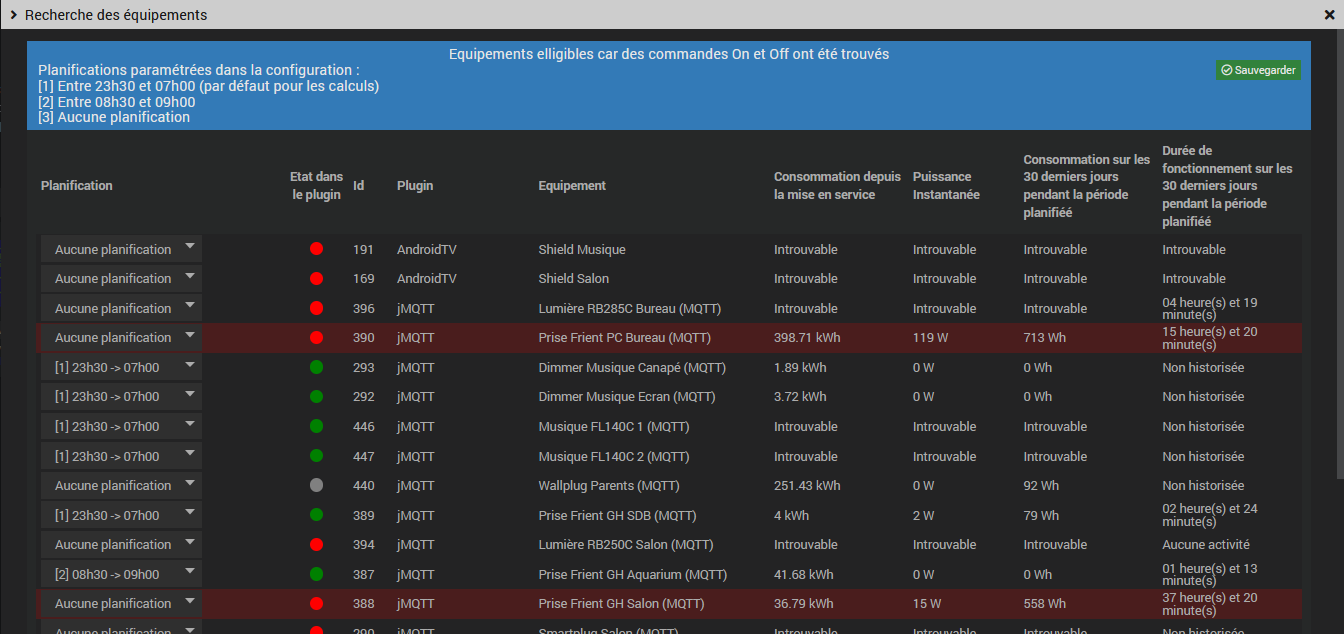 Recherche des équipements
Equipements elligibles car des commandes On et Off ont été trouvés
Planifications paramétrées dans la configuration :
[1] Entre 23h30 et 07h00 (par défaut pour les calculs)
[2] Entre 08h30 et 09h00
[3] Aucune planification
Sauvegarder
Planification
Etat dans
le plugin
Id
Plugin
Equipement
Consommation depuis
la mise en service
Puissance
Instantanée
Consommation sur les
30 derniers jours
pendant la période
planifiéé
Durée de
fonctionnement sur les
30 derniers jours
pendant la période
planifiéé
Aucune planification 191 AndroidTV Shield Musique Introuvable Introuvable Introuvable Introuvable
Aucune planification 169 AndroidTV Shield Salon Introuvable Introuvable Introuvable Introuvable
Aucune planification 396 jMQTT Lumière RB285C Bureau (MQTT) Introuvable Introuvable Introuvable 04 heure(s) et 19
minute(s)
Aucune planification 390 jMQTT Prise Frient PC Bureau (MQTT) 398.71 kWh 119 W 713 Wh 15 heure(s) et 20
minute(s)
[1] 23h30 -> 07h00 293 jMQTT Dimmer Musique Canapé (MQTT) 1.89 kWh 0 W 0 Wh Non historisée
[1] 23h30 -> 07h00 292 jMQTT Dimmer Musique Ecran (MQTT) 3.72 kWh 0 W 0 Wh Non historisée
[1] 23h30 -> 07h00 446 jMQTT Musique FL140C 1 (MQTT) Introuvable Introuvable Introuvable Non historisée
[1] 23h30 -> 07h00 447 jMQTT Musique FL140C 2 (MQTT) Introuvable Introuvable Introuvable Non historisée
Aucune planification 440 jMQTT Wallplug Parents (MQTT) 251.43 kWh 0 W 92 Wh Non historisée
[1] 23h30 -> 07h00 389 jMQTT Prise Frient GH SDB (MQTT) 4 kWh 2 W 79 Wh 02 heure(s) et 24
minute(s)
Aucune planification 394 jMQTT Lumière RB250C Salon (MQTT) Introuvable Introuvable Introuvable Aucune activité
[2] 08h30 -> 09h00 387 jMQTT Prise Frient GH Aquarium (MQTT) 41.68 kWh 0 W 0 Wh 01 heure(s) et 13
minute(s)
Aucune planification 388 jMQTT Prise Frient GH Salon (MQTT) 36.79 kWh 15 W 558 Wh 37 heure(s) et 20
minute(s)
Aucune planification 290 jMQTT Smartplug Salon (MQTT) Introuvable Introuvable Introuvable Non historisée